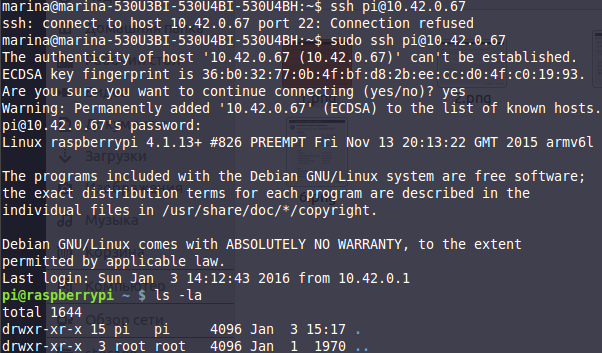 marina@marina-530U3BI-530U4BI-530U4BH:~$ ssh pi@10.42.0.67
ssh: connect to host 10.42.0.67 port 22: Connection refused
marina@marina-530U3BI-530U4BI-530U4BH:~$ sudo ssh pi@10.42.0.67
The authenticity of host '10.42.0.67 (10.42.0.67)' can't be established.
ECDSA key fingerprint is 36:b0:32:77:0b:4f:bf:d8:2b:ee:cc:d0:4f:c0:19:93.
Are you sure you want to continue connecting (yes/no)? yes
Warning: Permanently added '10.42.0.67' (ECDSA) to the list of known hosts.
pi@10.42.0.67's password:
Linux raspberrypi 4.1.13+ #826 PREEMPT Fri Nov 13 20:13:22 GMT 2015 armv6l
Загрузки
The programs included with the Debian GNU/Linux system are free software;
the exact distribution terms for each program are described in the
individual files in /usr/share/doc/*/copyright.
Музыка
Debian GNU/Linux comes with ABSOLUTELY NO WARRANTY, to the extent
permitted by applicable law.
Last login: Sun Jan  3 14:12:43 2016 from 10.42.0.1
pi@raspberrypi ~ $ ls -la
total 1644
Обзор сети
drwxr-xr-x 15 pi   pi     4096 Jan  3 15:17 .
drwxr-xr-x  3 root root   4096 Jan  1  1970 ..